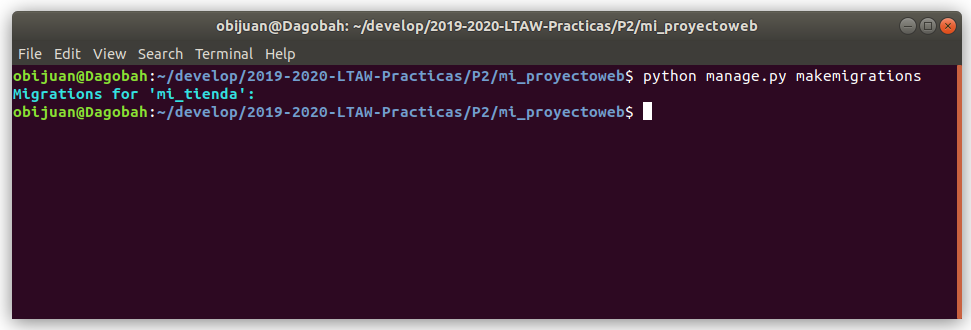 obijuan@Dagobah: ~/develop/2019-2020-LTAW-Practicas/P2/mi_proyectoweb
File Edit View Search Terminal Help
obijuan@Dagobah:~/develop/2019-2020-LTAW-Practicas/P2/mi_proyectoweb$ python manage.py makemigrations
Migrations for 'mi_tienda':
obijuan@Dagobah:~/develop/2019-2020-LTAW-Practicas/P2/mi_proyectoweb$